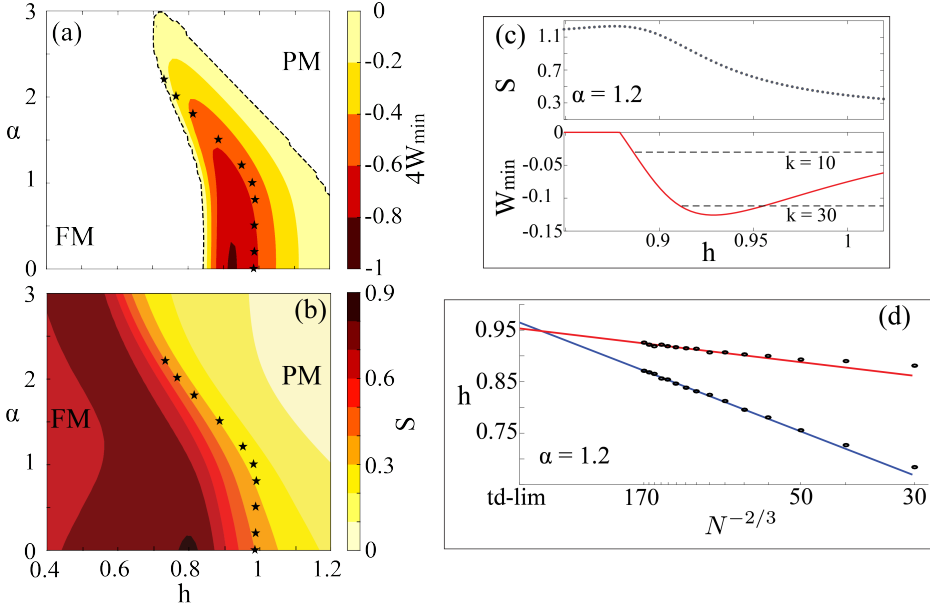 (a)
3
2
α
1
0
FM
PM
0
-0.2
-0.4
-0.6
-0.8
-1
4W_min
(b)
3
2
α
1
0
FM
PM
0.4
0.8
1
1.2
h
0.9
0.6
0.3
0
S
(c)
1.1
0.7
0.3
S
α = 1.2
0
-0.05
-0.1
-0.15
W_min
k = 10
k = 30
0.9
0.95
1
h
(d)
0.95
0.85
0.75
h
α = 1.2
td-lim
170
50
30
N^{-2/3}